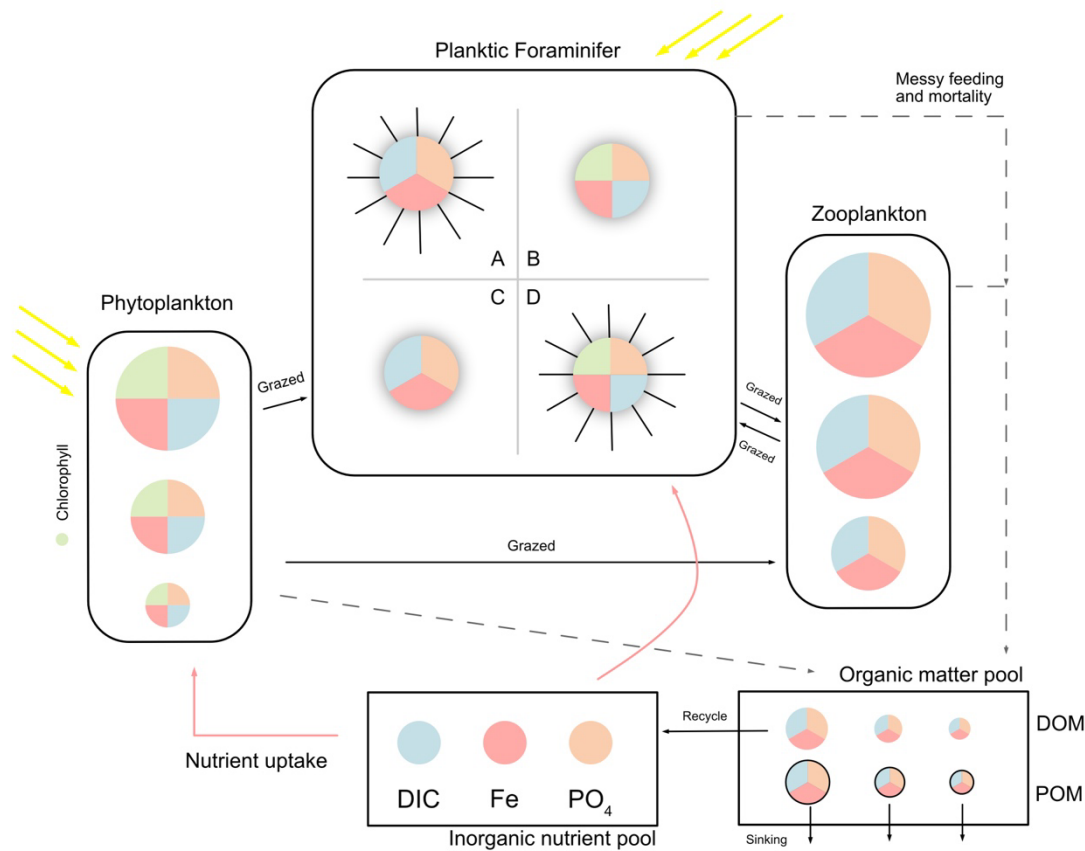 Planktic Foraminifer
Messy feeding
and mortality
Zooplankton
A
B
C
D
Phytoplankton
Grazed
Grazed
Grazed
Chlorophyll
Grazed
Organic matter pool
Recycle
DOM
Nutrient uptake
DIC
Fe
PO₄
POM
Inorganic nutrient pool
Sinking